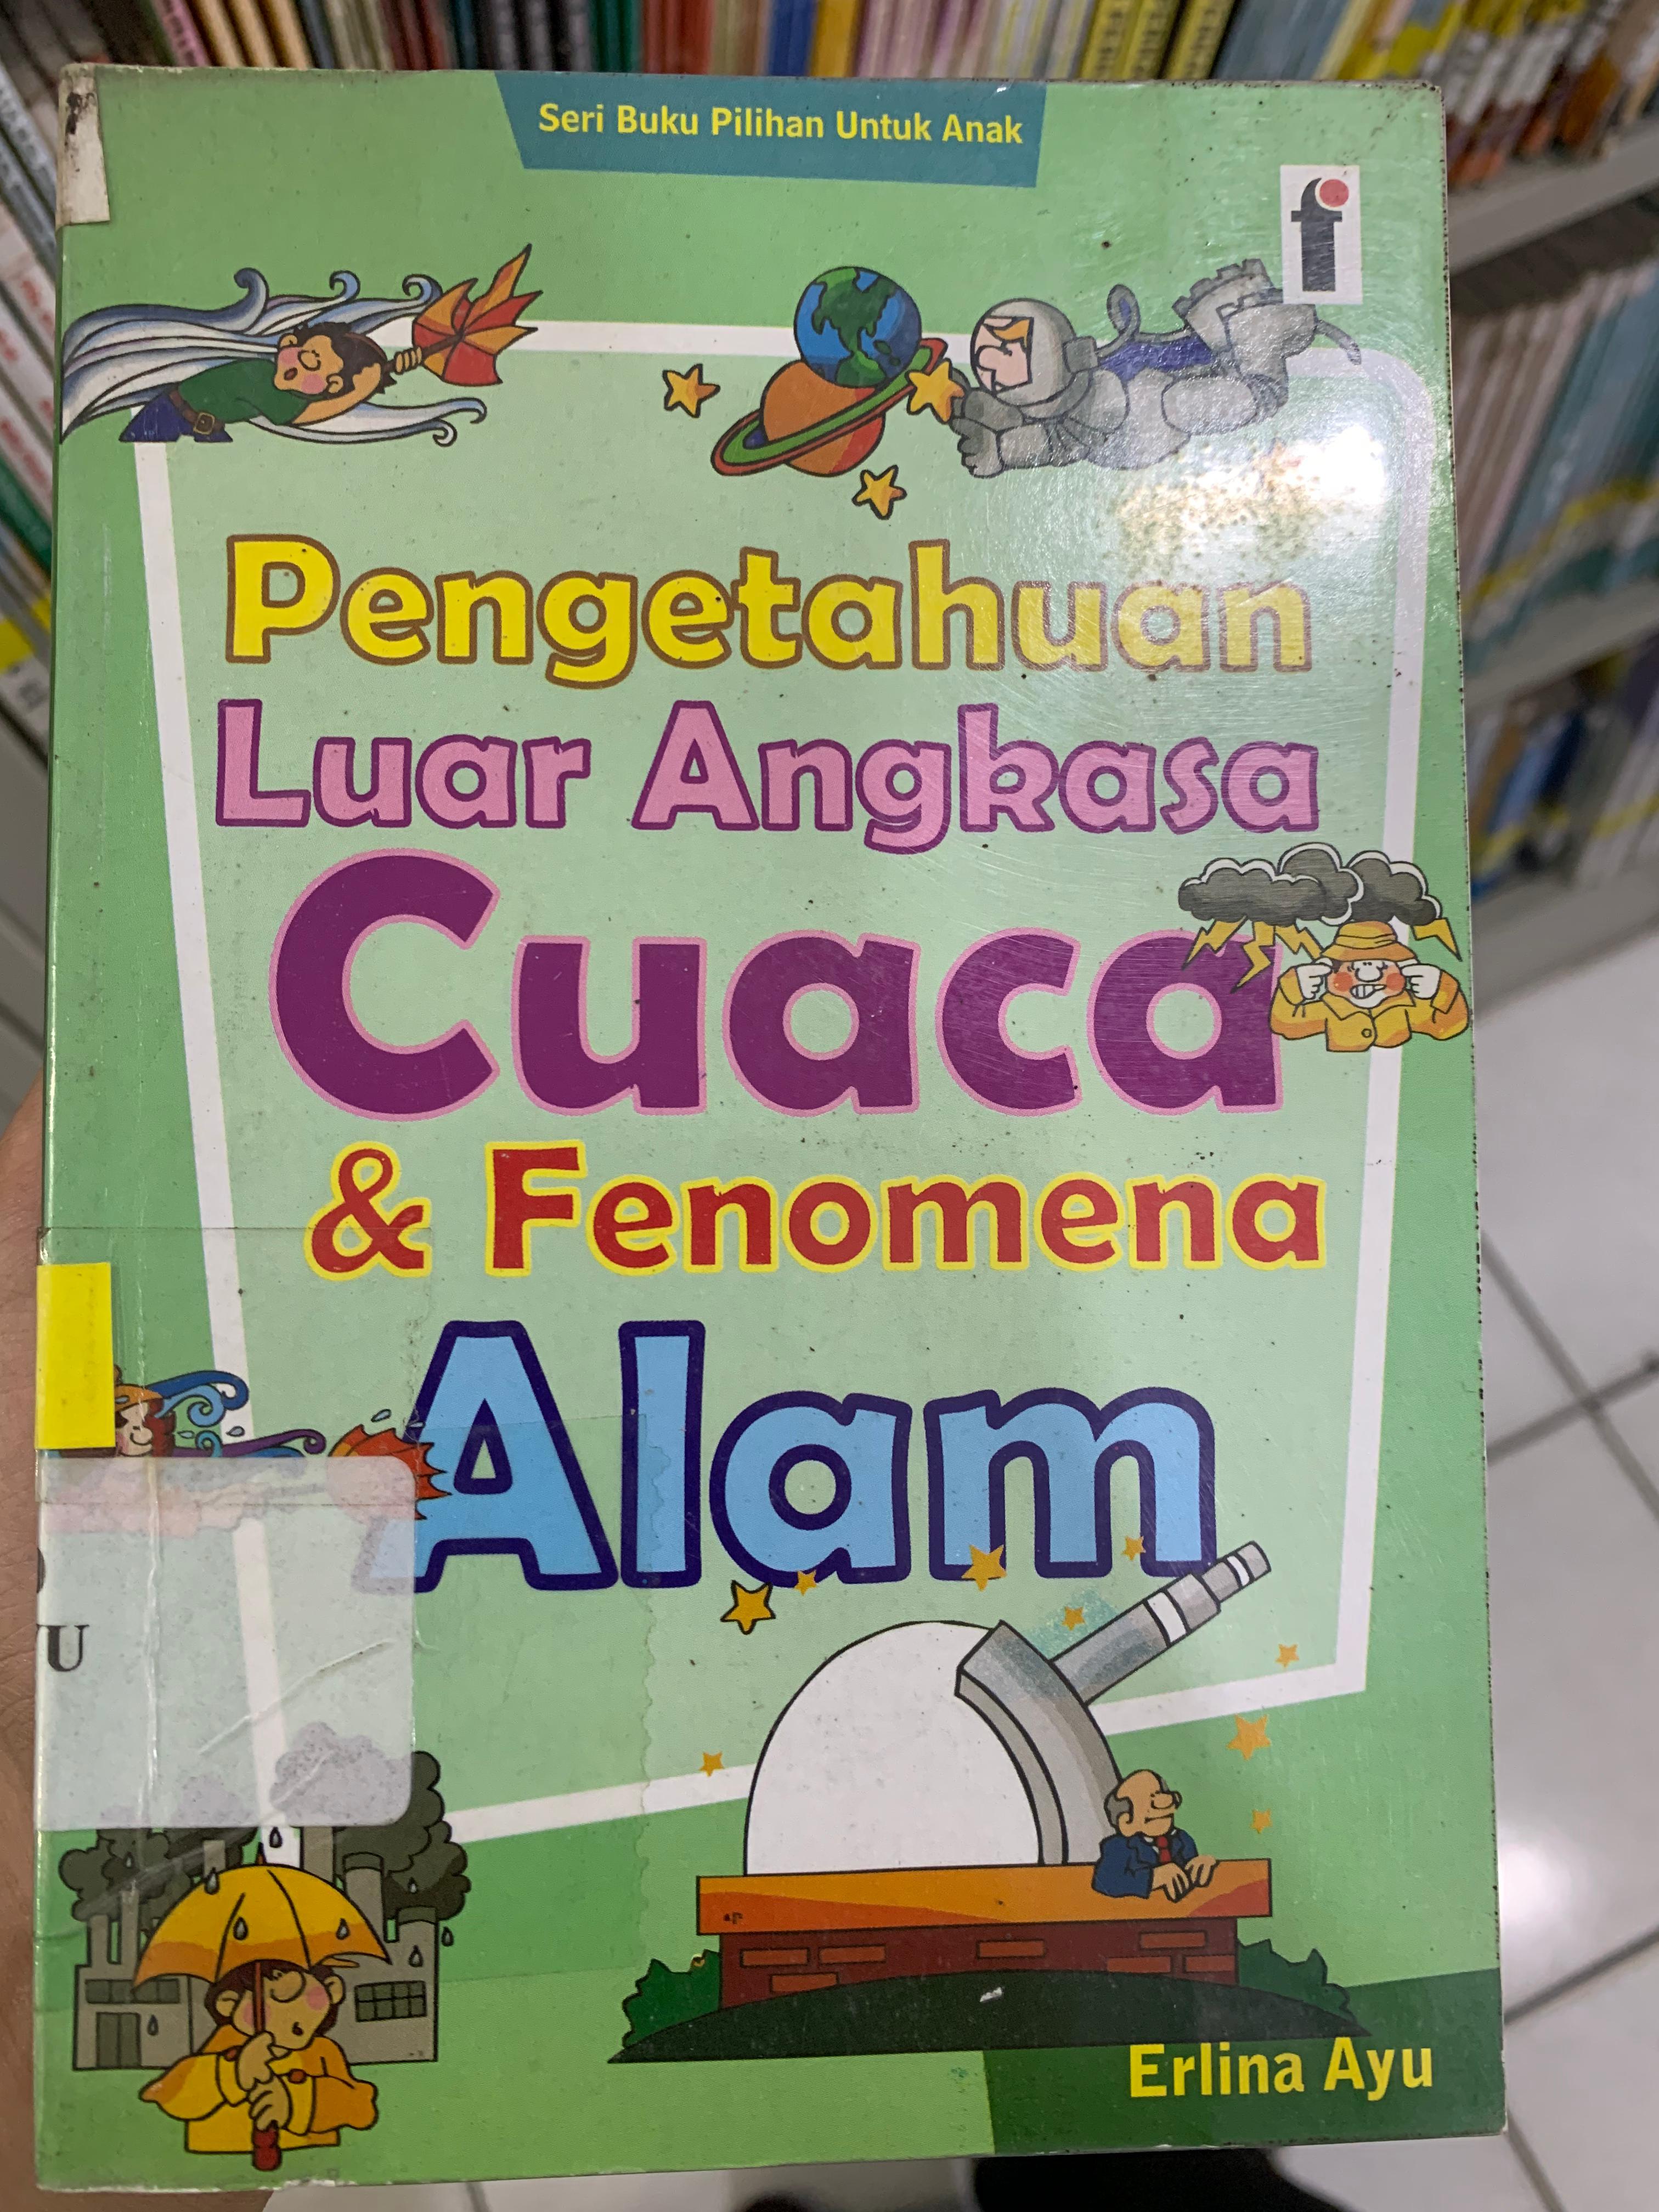 Seri Buku Pilihan Untuk Anak
Pengetahuan
Luar Angkasa
Cuaca
& Fenomena
Alam
U
Erlina Ayu